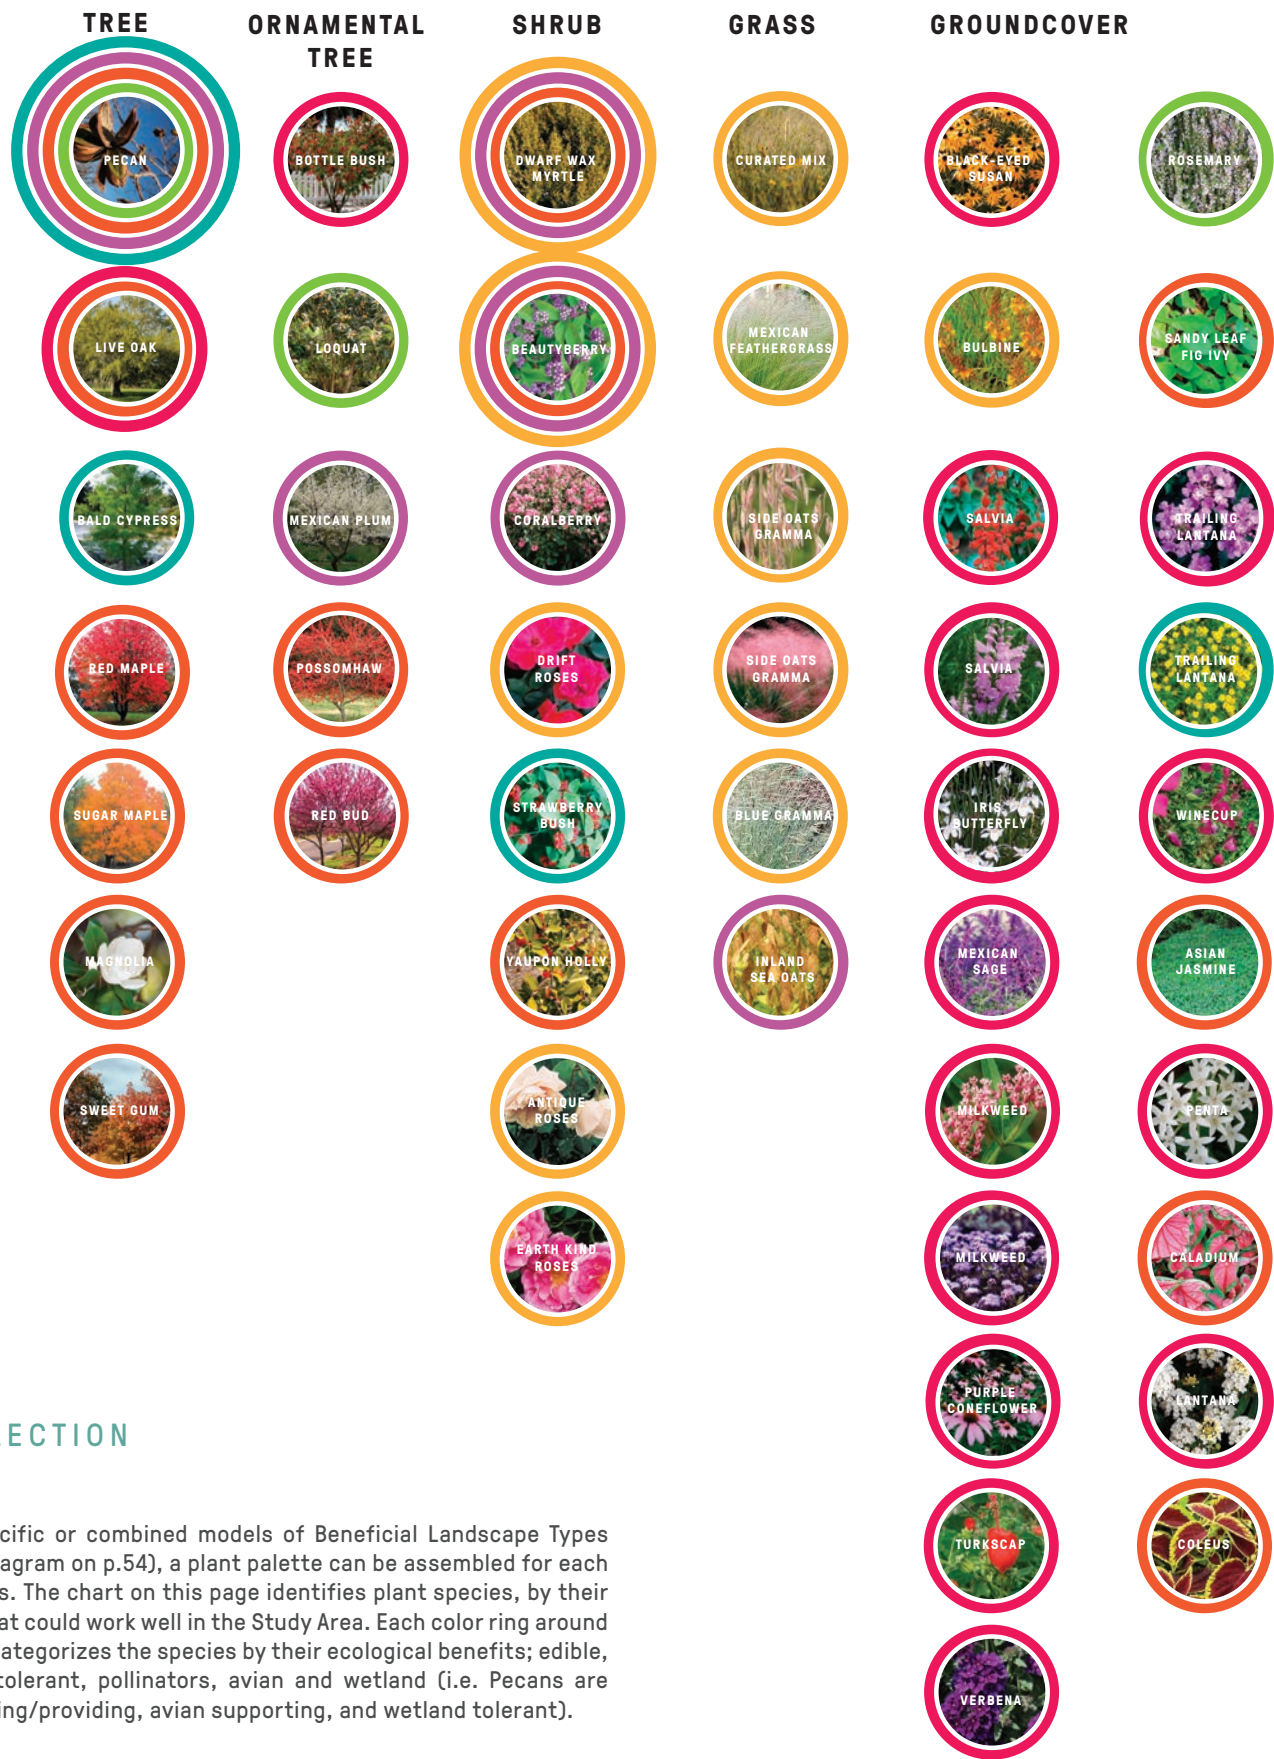 TREE
ORNAMENTAL
TREE
SHRUB
GRASS
GROUNDCOVER
PECAN
BOTTLE BUSH
DWARF WAX
MYRTLE
CURATED MIX
BLACK-EYED
SUSAN
ROSEMARY
LIVE OAK
LOQUAT
BEAUTYBERRY
MEXICAN
FEATHERGRASS
BULBINE
SANDY LEAF
FIG IVY
BALD CYPRESS
MEXICAN PLUM
CORALBERRY
SIDE OATS
GRAMMA
SALVIA
TRAILING
LANTANA
RED MAPLE
POSSOMHAW
DRIFT
ROSES
SIDE OATS
GRAMMA
SALVIA
TRAILING
LANTANA
SUGAR MAPLE
RED BUD
STRAWBERRY
BUSH
BLUE GRAMMA
IRIS
BUTTERFLY
WINECUP
MAGNOLIA
YAUPON HOLLY
INLAND
SEA OATS
MEXICAN
SAGE
ASIAN
JASMINE
SWEET GUM
ANTIQUE
ROSES
MILKWEED
PENTA
EARTH KIND
ROSES
MILKWEED
CALADIUM
PURPLE
CONEFLOWER
LANTANA
TURKSCAP
COLEUS
VERBENA
ECTION
cific or combined models of Beneficial Landscape Types
agram on p.54), a plant palette can be assembled for each
s. The chart on this page identifies plant species, by their
at could work well in the Study Area. Each color ring around
ategorizes the species by their ecological benefits; edible,
tolerant, pollinators, avian and wetland (i.e. Pecans are
ing/providing, avian supporting, and wetland tolerant).